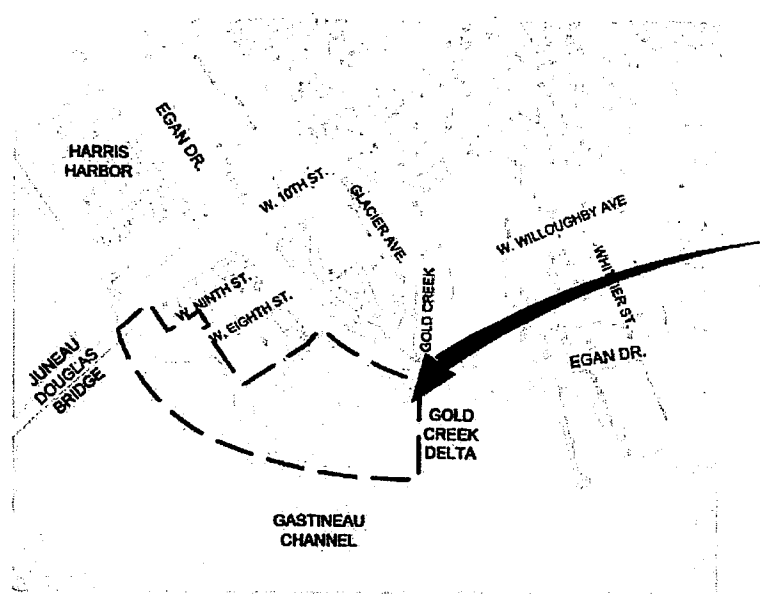 HARRIS
HARBOR
EGAN DR.
W. 10TH ST.
GLACIER AVE.
W. WILLOUGHBY AVE
WHITTIER ST.
W. NINTH ST.
W. EIGHTH ST.
GOLD CREEK
JUNEAU
DOUGLAS
BRIDGE
EGAN DR.
GOLD
CREEK
DELTA
GASTINEAU
CHANNEL